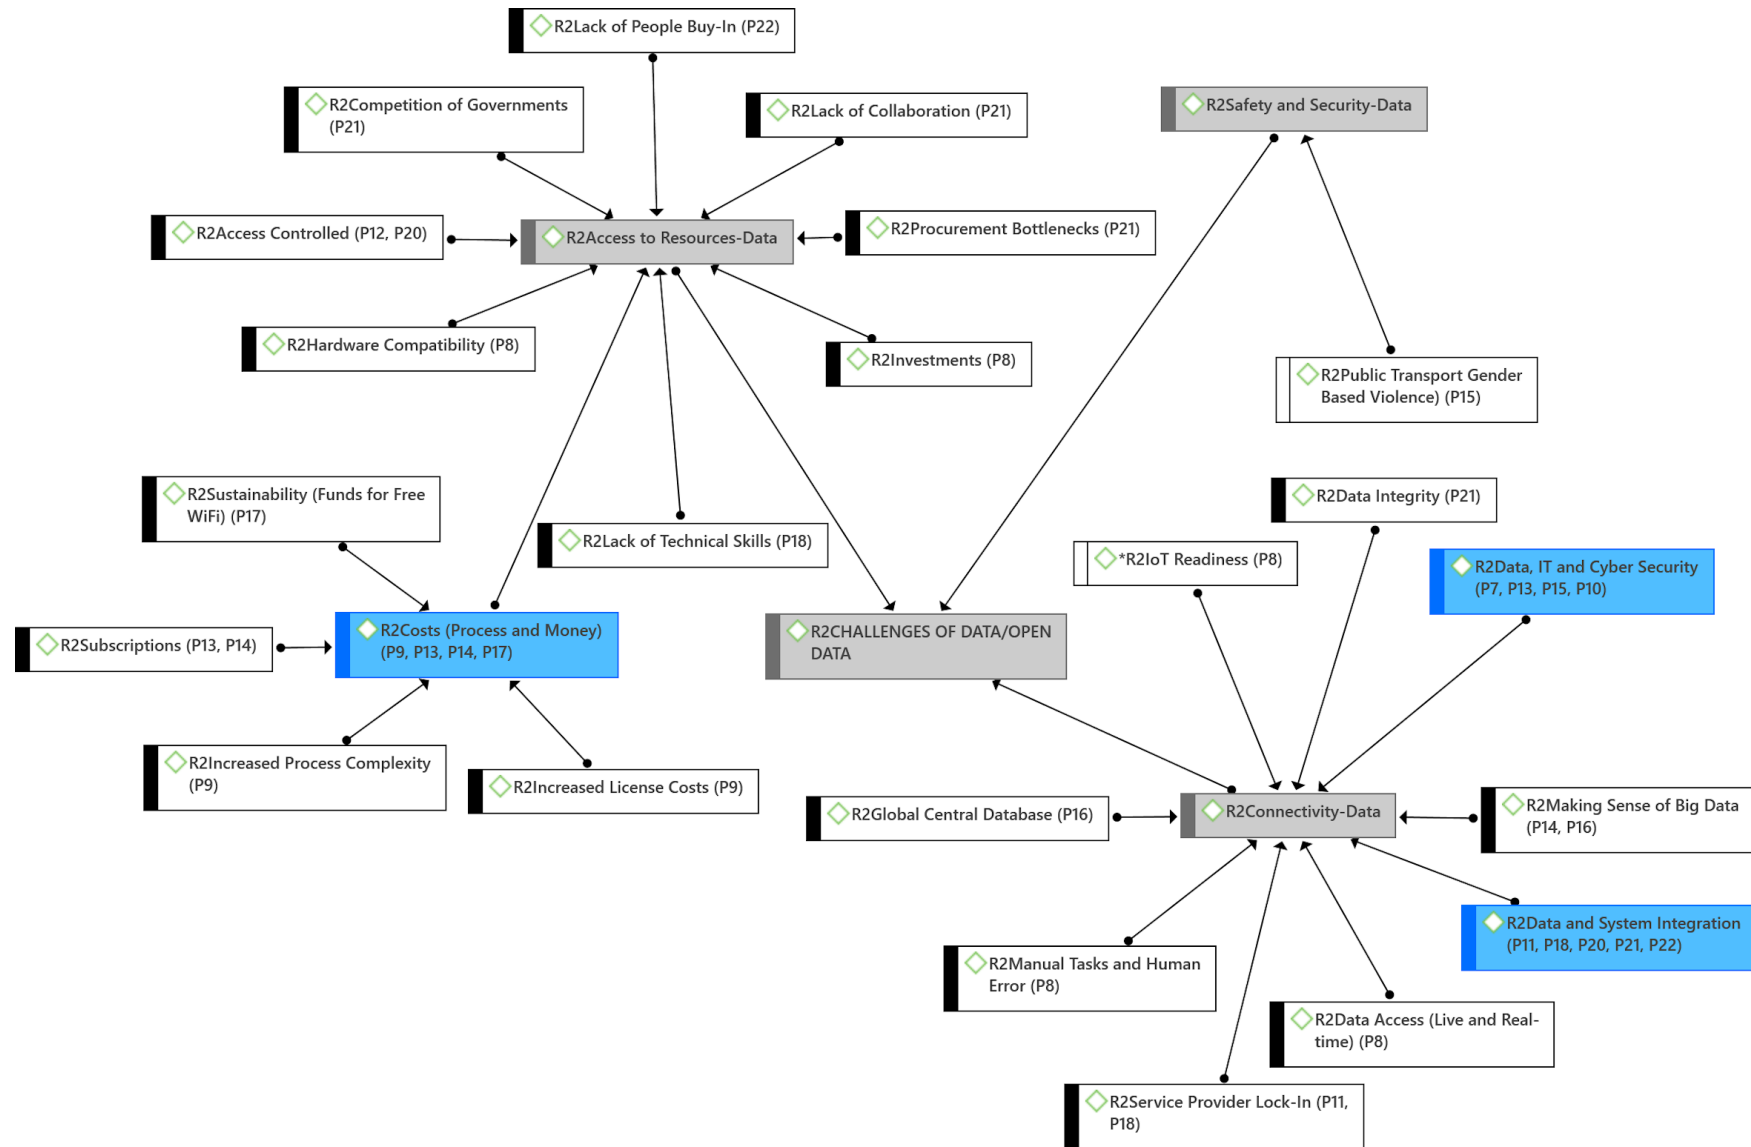 R2Lack of People Buy-In (P22)
R2Competition of Governments
(P21)
R2Lack of Collaboration (P21)
R2Safety and Security-Data
R2Access Controlled (P12, P20)
R2Access to Resources-Data
R2Procurement Bottlenecks (P21)
R2Hardware Compatibility (P8)
R2Investments (P8)
R2Public Transport Gender
Based Violence) (P15)
R2Sustainability (Funds for Free
WiFi) (P17)
R2Lack of Technical Skills (P18)
R2Data Integrity (P21)
*R2IoT Readiness (P8)
R2Data, IT and Cyber Security
(P7, P13, P15, P10)
R2Subscriptions (P13, P14)
R2Costs (Process and Money)
(P9, P13, P14, P17)
R2CHALLENGES OF DATA/OPEN
DATA
R2Increased Process Complexity
(P9)
R2Increased License Costs (P9)
R2Global Central Database (P16)
R2Connectivity-Data
R2Making Sense of Big Data
(P14, P16)
R2Data and System Integration
(P11, P18, P20, P21, P22)
R2Manual Tasks and Human
Error (P8)
R2Data Access (Live and Real-
time) (P8)
R2Service Provider Lock-In (P11,
P18)